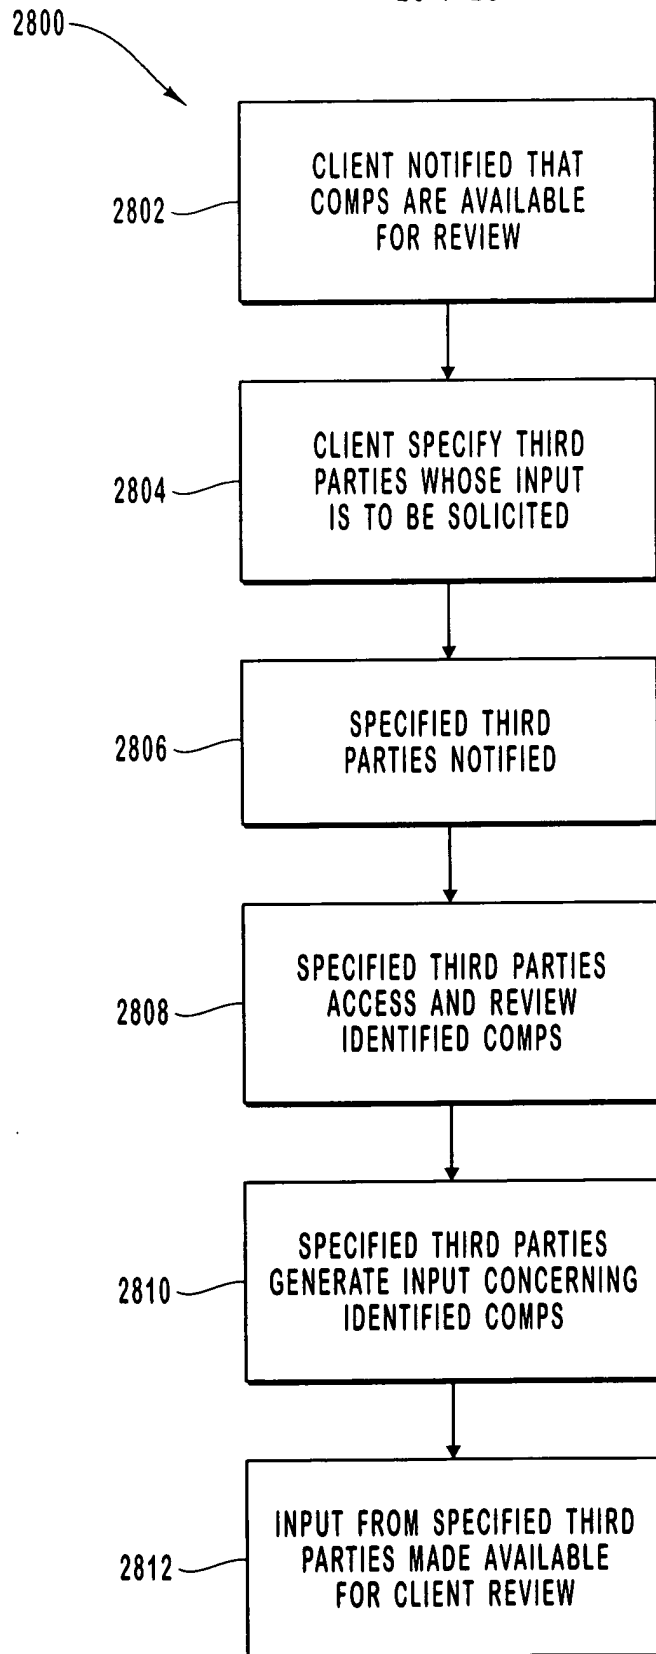 2800
2802
CLIENT NOTIFIED THAT
COMPS ARE AVAILABLE
FOR REVIEW
2804
CLIENT SPECIFY THIRD
PARTIES WHOSE INPUT
IS TO BE SOLICITED
2806
SPECIFIED THIRD
PARTIES NOTIFIED
2808
SPECIFIED THIRD PARTIES
ACCESS AND REVIEW
IDENTIFIED COMPS
2810
SPECIFIED THIRD PARTIES
GENERATE INPUT CONCERNING
IDENTIFIED COMPS
2812
INPUT FROM SPECIFIED THIRD
PARTIES MADE AVAILABLE
FOR CLIENT REVIEW